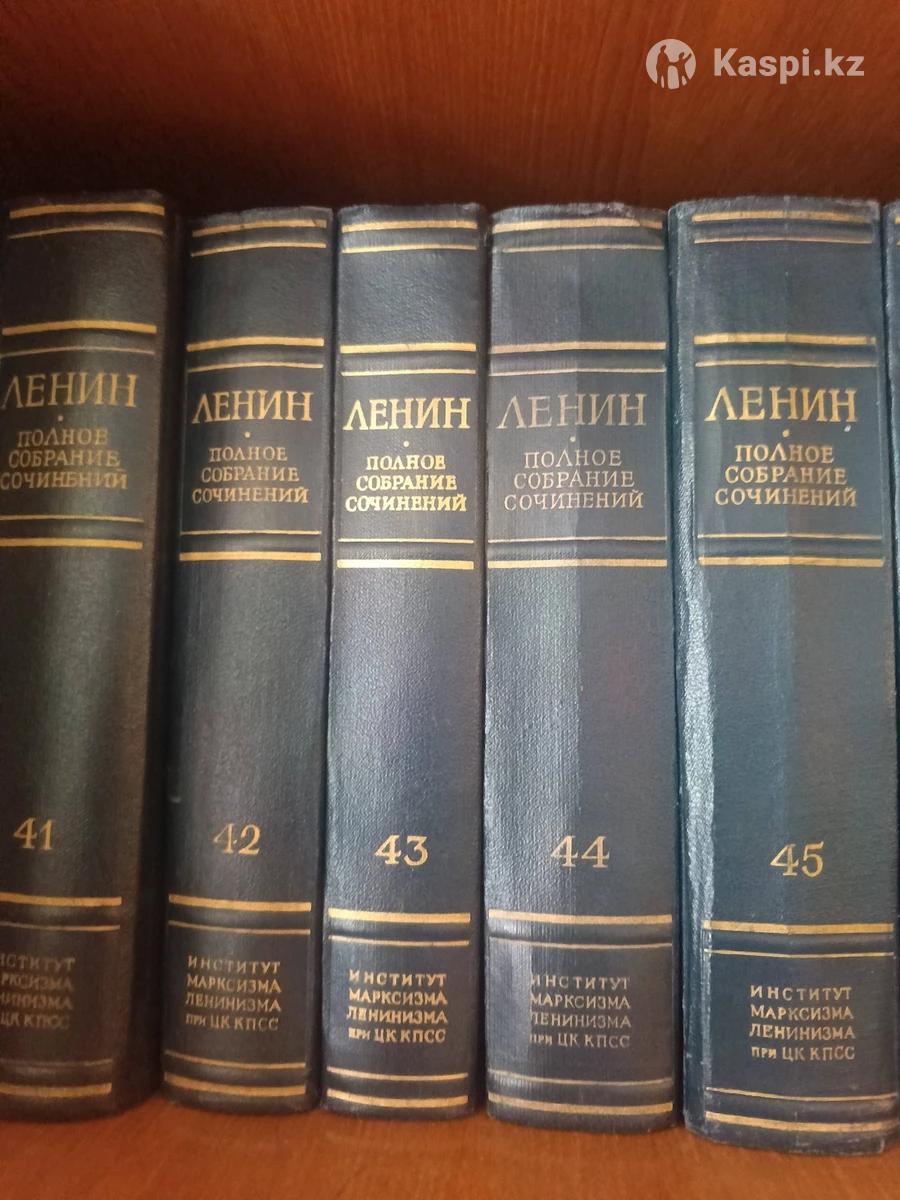 Kaspi.kz
ЛЕНИН
ПОЛНОЕ
СОБРАНИЕ
СОЧИНЕНИЙ
41
ЦК КПСС
ЛЕНИН
ПОЛНОЕ
СОБРАНИЕ
СОЧИНЕНИЙ
42
ИНСТИТУТ
МАРКСИЗМА
ЛЕНИНИЗМА
ПРИ ЦК КПСС
ЛЕНИН
ПОЛНОЕ
СОБРАНИЕ
СОЧИНЕНИЙ
43
ИНСТИТУТ
МАРКСИЗМА
ЛЕНИНИЗМА
ПРИ ЦК КПСС
ЛЕНИН
ПОЛНОЕ
СОБРАНИЕ
СОЧИНЕНИЙ
44
ИНСТИТУТ
МАРКСИЗМА
ЛЕНИНИЗМА
ПРИ ЦК КПСС
ЛЕНИН
ПОЛНОЕ
СОБРАНИЕ
СОЧИНЕНИЙ
45
ИНСТИТУТ
МАРКСИЗМА
ЛЕНИНИЗМА
ПРИ ЦК КПСС